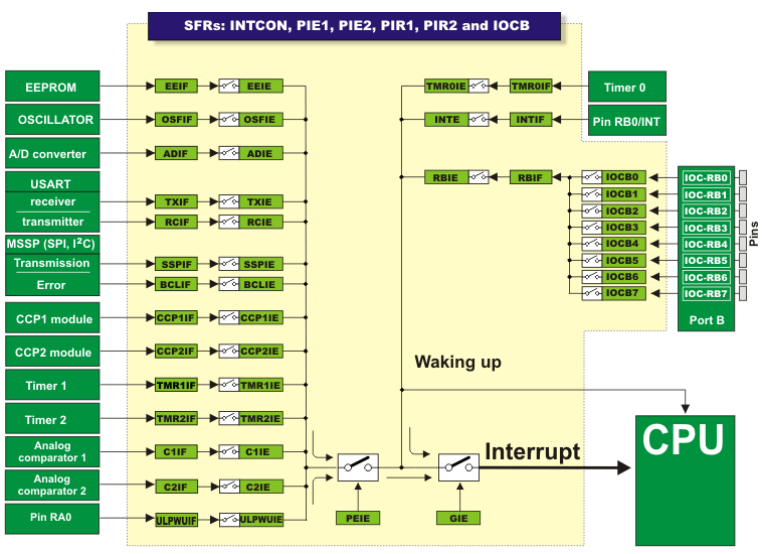 SFRs: INTCON, PIE1, PIE2, PIR1, PIR2 and IOCB
EEPROM EEIF EEIE TMR0IE TMR0IF Timer 0
OSCILLATOR OSFIF OSFIE INTE INTIF Pin RB0/INT
A/D converter ADIF ADIE
USART
receiver TXIF TXIE
transmitter RCIF RCIE
MSSP (SPI, I²C)
Transmission SSPIF SSPIE
Error BCLIF BCLIE
CCP1 module CCP1IF CCP1IE
CCP2 module CCP2IF CCP2IE
Timer 1 TMR1IF TMR1IE
Timer 2 TMR2IF TMR2IE
Analog
comparator 1 C1IF C1IE
Analog
comparator 2 C2IF C2IE
Pin RA0 ULPWUIF ULPWUIE
RBIE RBIF IOCB0 IOC-RB0
IOCB1 IOC-RB1
IOCB2 IOC-RB2
IOCB3 IOC-RB3
IOCB4 IOC-RB4
IOCB5 IOC-RB5
IOCB6 IOC-RB6
IOCB7 IOC-RB7
Pins
Port B
Waking up
Interrupt
CPU
PEIE GIE